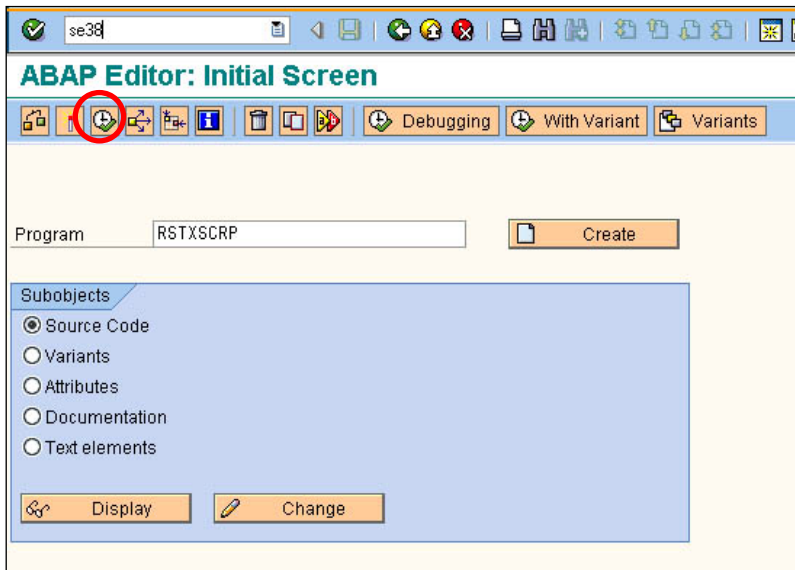 se38
ABAP Editor: Initial Screen
Debugging With Variant Variants
Program RSTXSCRP Create
Subobjects
Source Code
Variants
Attributes
Documentation
Text elements
Display Change